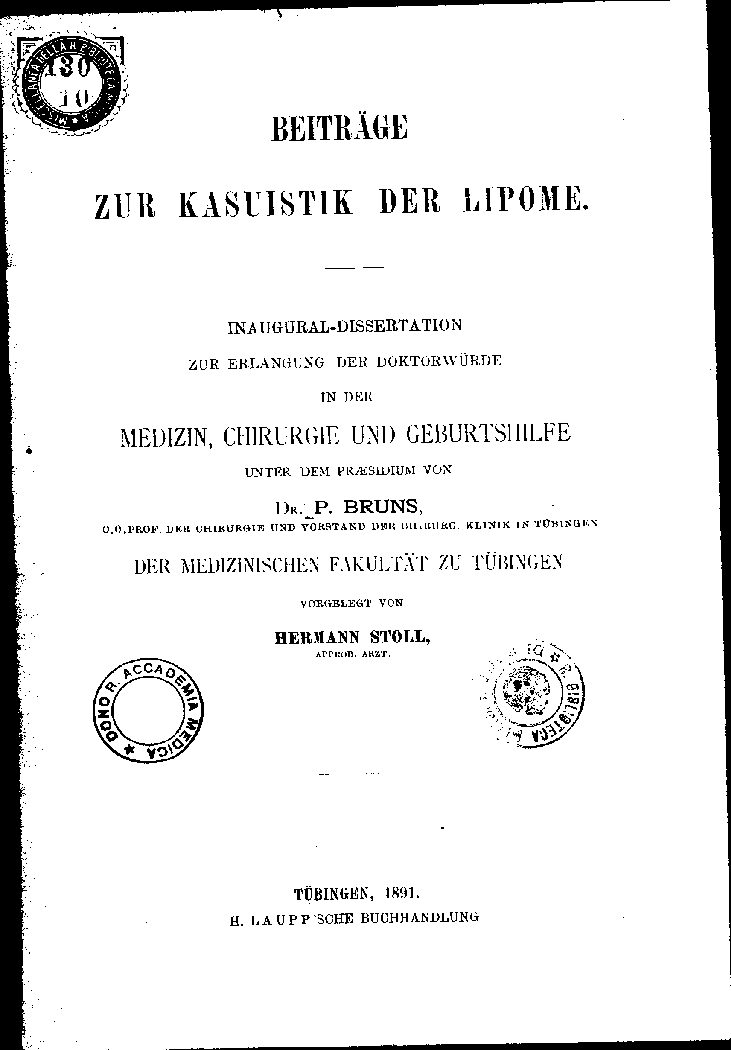 130
10
BEITRÄGE
ZUR KASUISTIK DER LIPOME.
INAUGURAL-DISSERTATION
ZUR ERLANGUNG DER DOKTORWÜRDE
IN DER
MEDIZIN, CHIRURGIE UND GEBURTSHILFE
UNTER DEM PRÆSIDIUM VON
DR. P. BRUNS,
O.Ö.PROF. DER CHIRURGIE UND VORSTAND DER CHIRURG. KLINIK IN TÜBINGEN
DER MEDIZINISCHEN FAKULTÄT ZU TÜBINGEN
VORGELEGT VON
HERMANN STOLL,
APPROB. ARZT.
DONO R. ACCADEMIA MEDICA
BIBLIOTECA
DI
TÜBINGEN, 1891.
H. LAUPP'SCHE BUCHHANDLUNG